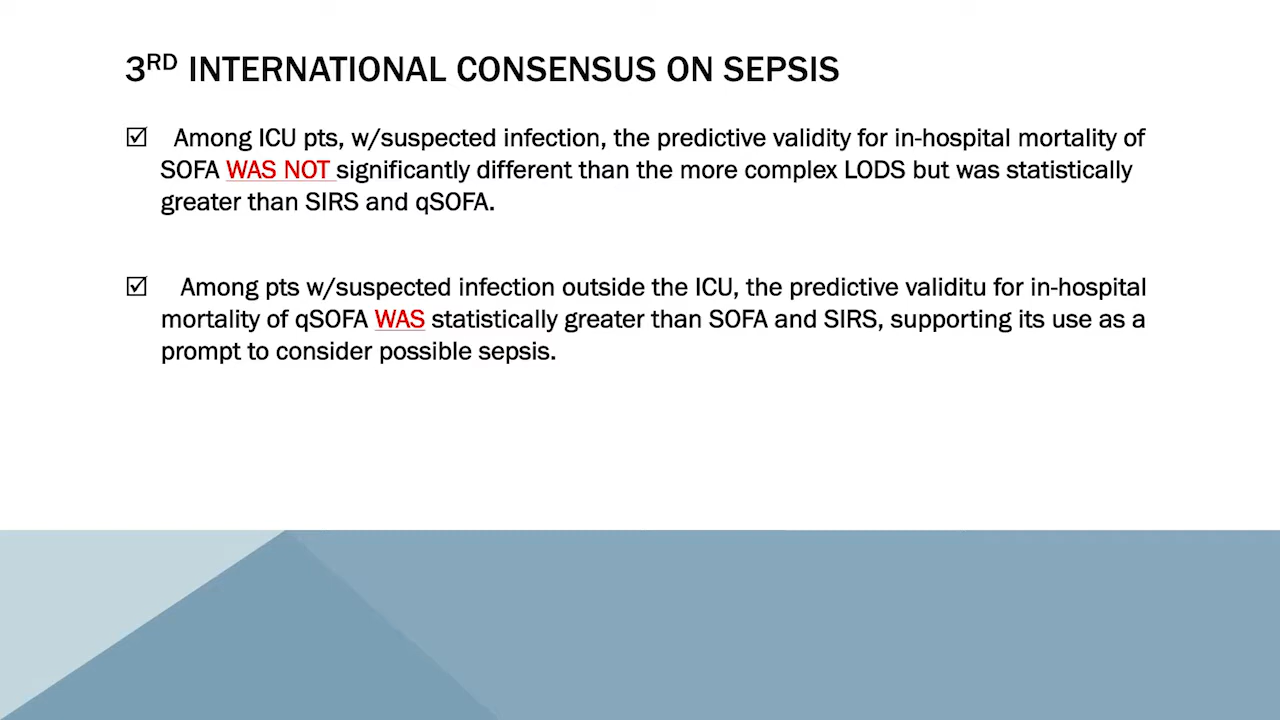 3RD INTERNATIONAL CONSENSUS ON SEPSIS
☑ Among ICU pts, w/suspected infection, the predictive validity for in-hospital mortality of
SOFA WAS NOT significantly different than the more complex LODS but was statistically
greater than SIRS and qSOFA.
☑ Among pts w/suspected infection outside the ICU, the predictive validitu for in-hospital
mortality of qSOFA WAS statistically greater than SOFA and SIRS, supporting its use as a
prompt to consider possible sepsis.